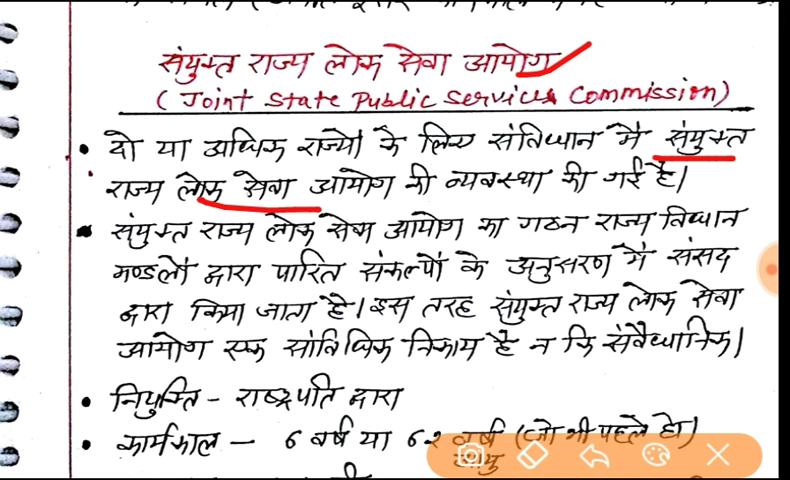 संयुक्त राज्य लोक सेवा आयोग
(Joint State Public Services Commission)
• दो या अधिक राज्यों के लिए संविधान में संयुक्त
राज्य लोक सेवा आयोग की व्यवस्था की गई है।
• संयुक्त राज्य लोक सेवा आयोग का गठन राज्य विधान
मण्डलों द्वारा पारित संकल्पों के अनुसरण में संसद
द्वारा किया जाता है। इस तरह संयुक्त राज्य लोक सेवा
आयोग एक सांविधिक निकाय है न कि संवैधानिक।
• नियुक्ति - राष्ट्रपति द्वारा
• कार्यकाल - 6 वर्ष या 62 वर्ष (जो भी पहले हो)
आयु